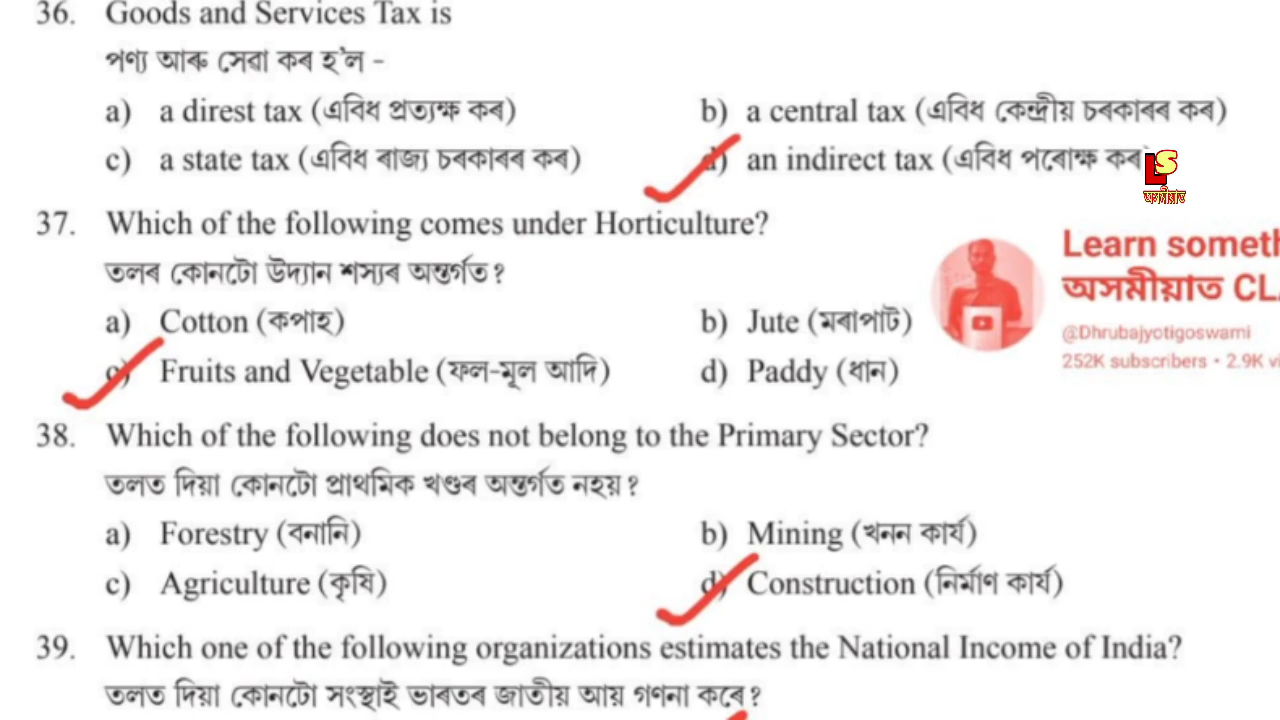 36. Goods and Services Tax is
পণ্য আৰু সেৱা কৰ হ'ল -
a) a direst tax (এবিধ প্ৰত্যক্ষ কৰ)
b) a central tax (এবিধ কেন্দ্ৰীয় চৰকাৰৰ কৰ)
c) a state tax (এবিধ ৰাজ্য চৰকাৰৰ কৰ)
d) an indirect tax (এবিধ পৰোক্ষ কৰ)
LS
অসমীয়াত
37. Which of the following comes under Horticulture?
তলৰ কোনটো উদ্যান শস্যৰ অন্তৰ্গত?
a) Cotton (কপাহ)
b) Jute (মৰাপাট)
c) Fruits and Vegetable (ফল-মূল আদি)
d) Paddy (ধান)
Learn someth
অসমীয়াত CLA
@Dhrubajyotigoswami
252K subscribers • 2.9K vi
38. Which of the following does not belong to the Primary Sector?
তলত দিয়া কোনটো প্ৰাথমিক খণ্ডৰ অন্তৰ্গত নহয়?
a) Forestry (বনানি)
b) Mining (খনন কাৰ্য)
c) Agriculture (কৃষি)
d) Construction (নিৰ্মাণ কাৰ্য)
39. Which one of the following organizations estimates the National Income of India?
তলত দিয়া কোনটো সংস্থাই ভাৰতৰ জাতীয় আয় গণনা কৰে?